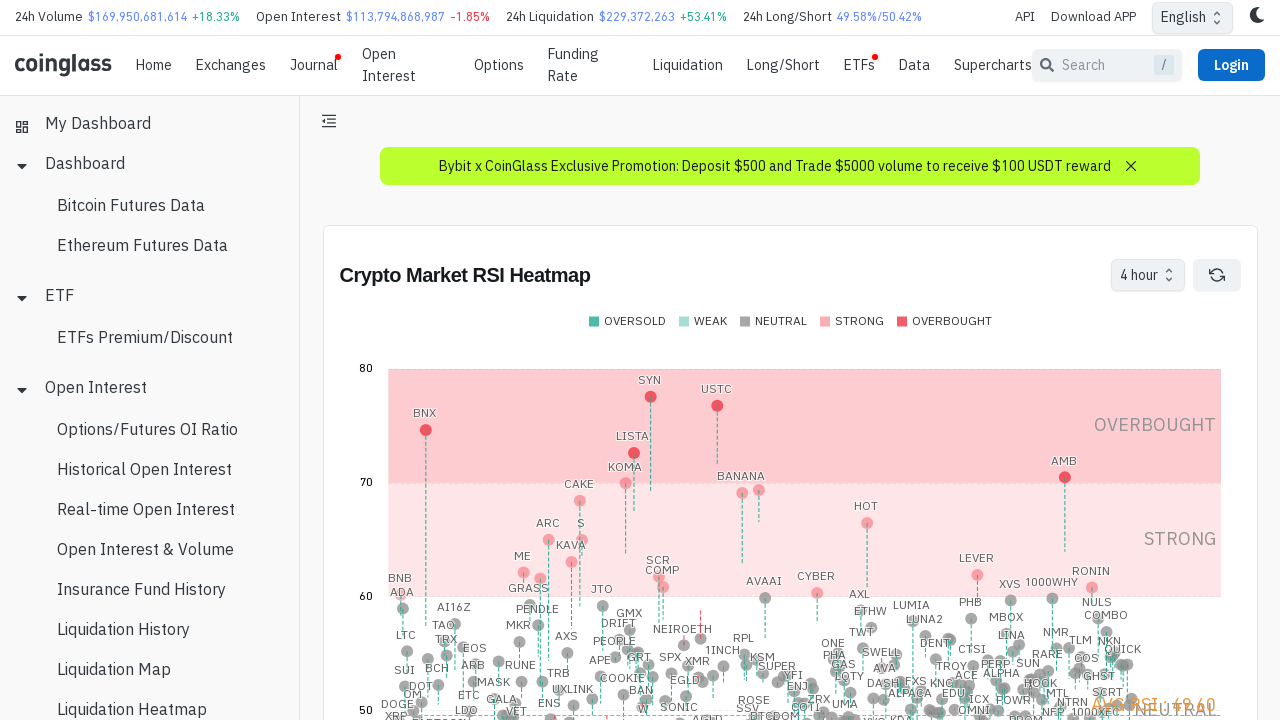 24h Volume $169,950,681,614 +18.33% Open Interest $113,794,868,987 -1.85% 24h Liquidation $229,372,263 +53.41% 24h Long/Short 49.58%/50.42% API Download APP English
coinglass Home Exchanges Journal Open Interest Options Funding Rate Liquidation Long/Short ETFs Data Supercharts Search / Login
My Dashboard
Dashboard
Bitcoin Futures Data
Ethereum Futures Data
ETF
ETFs Premium/Discount
Open Interest
Options/Futures OI Ratio
Historical Open Interest
Real-time Open Interest
Open Interest & Volume
Insurance Fund History
Liquidation History
Liquidation Map
Liquidation Heatmap
Bybit x CoinGlass Exclusive Promotion: Deposit $500 and Trade $5000 volume to receive $100 USDT reward
Crypto Market RSI Heatmap 4 hour
OVERSOLD WEAK NEUTRAL STRONG OVERBOUGHT
80
SYN
USTC
BNX
OVERBOUGHT
LISTA
AMB
KOMA
BANANA
70
CAKE
HOT
ARC S
STRONG
KAVA
ME
SCR
LEVER
COMP
RONIN
BNB
CYBER
AVAAI
XVS 1000WHY
GRASS
JTO
ADA
60
AXL
PHB
NULS
AI16Z
PENDLE
LUMIA
ETHW
GMX
MBOX
COMBO
LUNA2
TAO
MKR
DRIFT
NEIROETH
TWT
NMR
LTC
AXS
LINA
TRX
PEOPLE
RPL
ONE
DENT
TLM NKN
EOS
1INCH
CTSI
QUICK
PHA
SWELL
RARE
APE
GRT
SPX
KSM
COS
XMR
GAS
AVA
TROY
PERP
SUN
BCH
ARB
RUNE
SUPER
SUI
TRB
COOKIE
EGLD
YFI
LQTY
ACE
ALPHA
GHST
DOT
MASK
UXLINK
BAN
ENJ
DASH
KNC
HOOK
ETC
ALPACA
EDU
MTL
SCRT
DOGE
GALA
ENS
ROSE
ZRX
UMA
ICX
POWR
NTRN
AVG RSI: 49.60
LDO
VET
W
SONIC
SSV
OMNI
NFP
NEUTRAL
50
XRP
BTCDOM